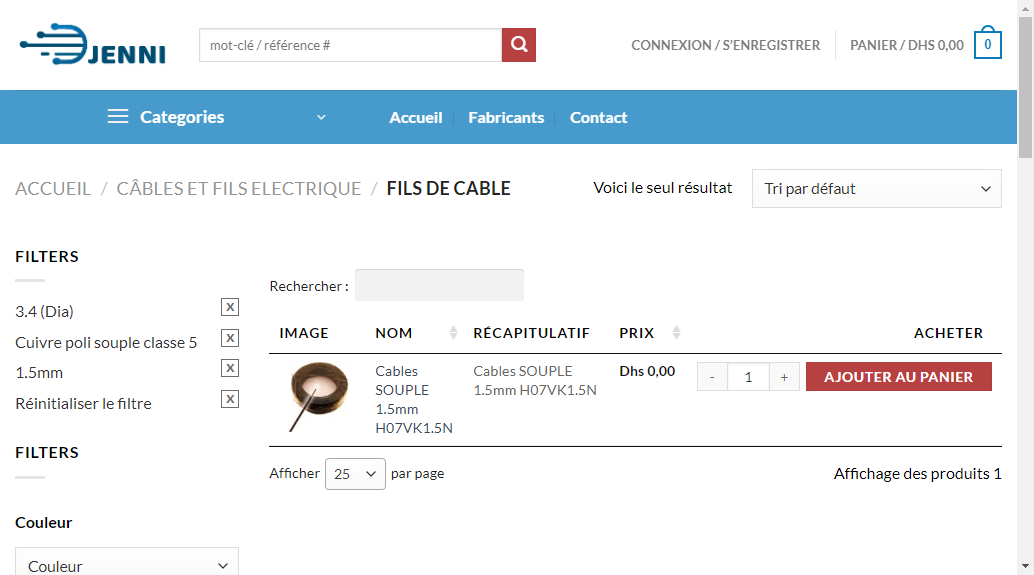 JENNI
mot-clé / référence #
CONNEXION / S'ENREGISTRER
PANIER / DHS 0,00
0
Categories
Accueil
Fabricants
Contact
ACCUEIL / CÂBLES ET FILS ELECTRIQUE / FILS DE CABLE
Voici le seul résultat
Tri par défaut
FILTERS
3.4 (Dia) X
Cuivre poli souple classe 5 X
1.5mm X
Réinitialiser le filtre X
FILTERS
Couleur
Couleur
Rechercher :
IMAGE NOM RÉCAPITULATIF PRIX ACHETER
Cables
SOUPLE
1.5mm
H07VK1.5N
Cables SOUPLE
1.5mm H07VK1.5N
Dhs 0,00
- 1 +
AJOUTER AU PANIER
Afficher 25 par page
Affichage des produits 1